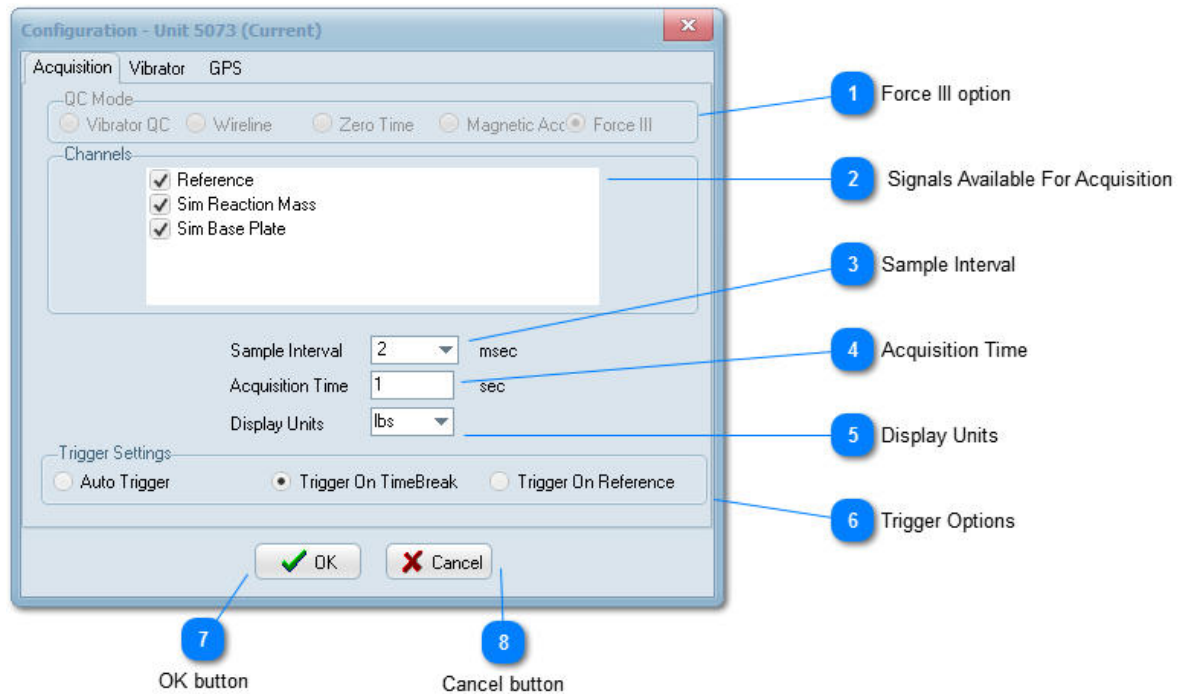 Configuration - Unit 5073 (Current)
Acquisition Vibrator GPS
QC Mode
Vibrator QC Wireline Zero Time Magnetic Acc Force III
1 Force III option
Channels
Reference
Sim Reaction Mass
Sim Base Plate
2 Signals Available For Acquisition
3 Sample Interval
Sample Interval 2 msec
4 Acquisition Time
Acquisition Time 1 sec
Display Units lbs
5 Display Units
Trigger Settings
Auto Trigger Trigger On TimeBreak Trigger On Reference
6 Trigger Options
OK Cancel
7 8
OK button Cancel button